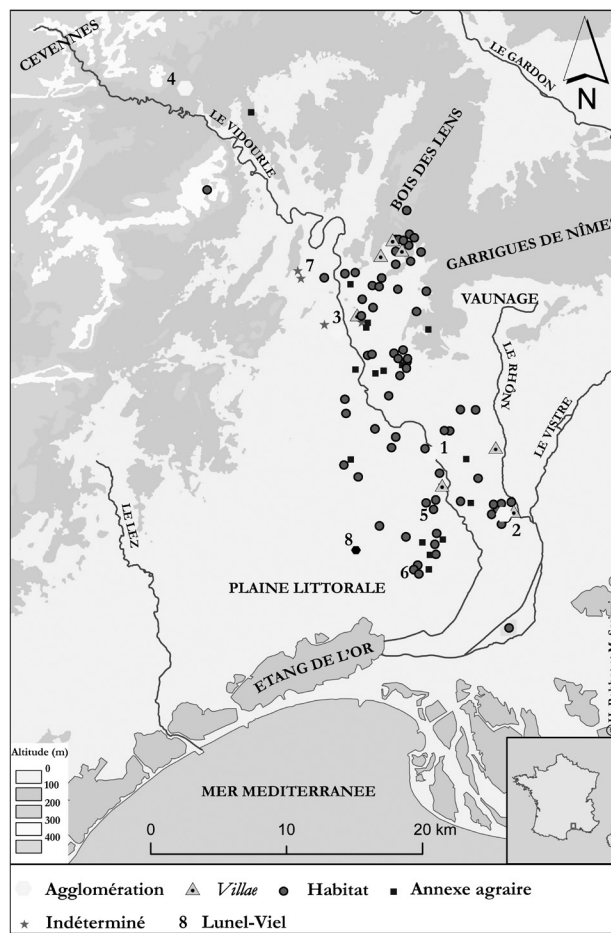 CEVENNES
4
LE GARDON
N
LE VIDOURLE
BOIS DES LENS
GARRIGUES DE NÎMES
7
VAUNAGE
3
LE RHÔNY
LE VISTRE
1
LE LEZ
5
2
8
6
PLAINE LITTORALE
ETANG DE L'OR
Altitude (m)
0
100
200
300
400
MER MEDITERRANEE
0 10 20 km
Agglomération Villae Habitat Annexe agraire
Indéterminé 8 Lunel-Viel